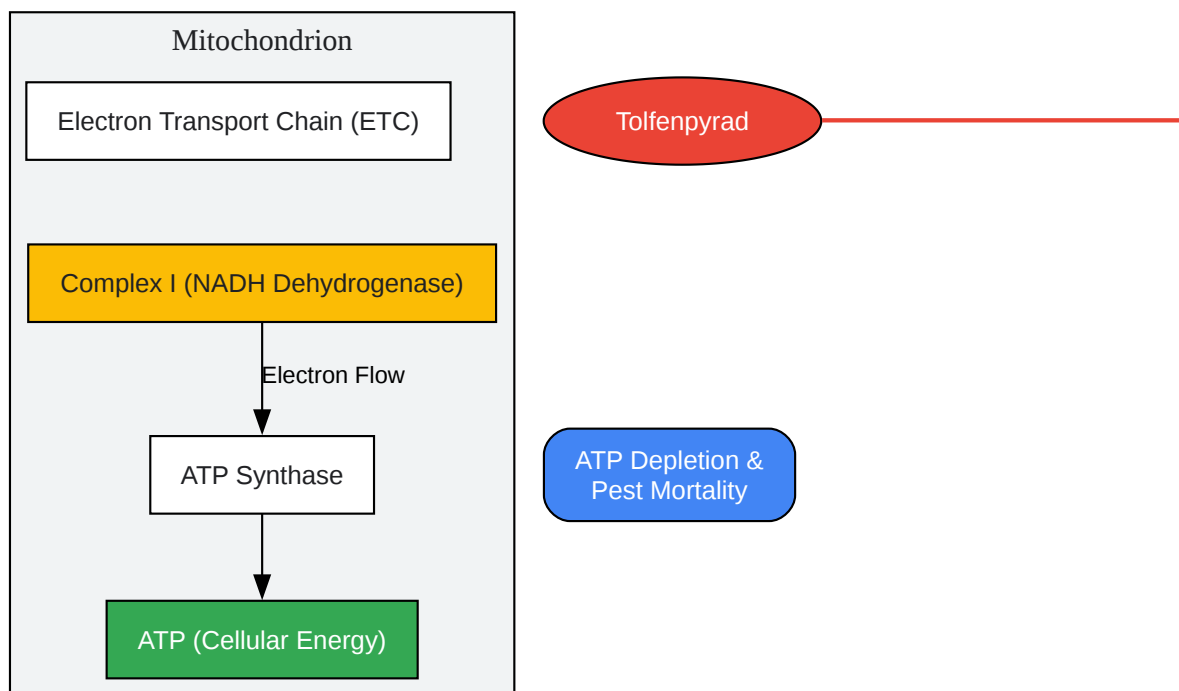 Mitochondrion
Electron Transport Chain (ETC)
Tolfenpyrad
Complex I (NADH Dehydrogenase)
Electron Flow
ATP Synthase
ATP Depletion &
Pest Mortality
ATP (Cellular Energy)